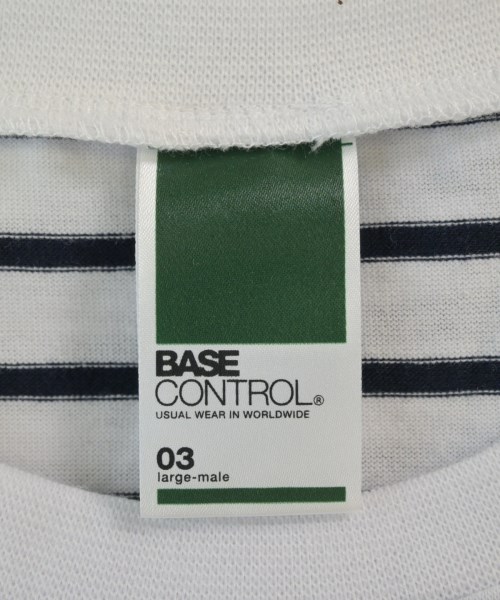 BASE
CONTROL®
USUAL WEAR IN WORLDWIDE
03
large-male